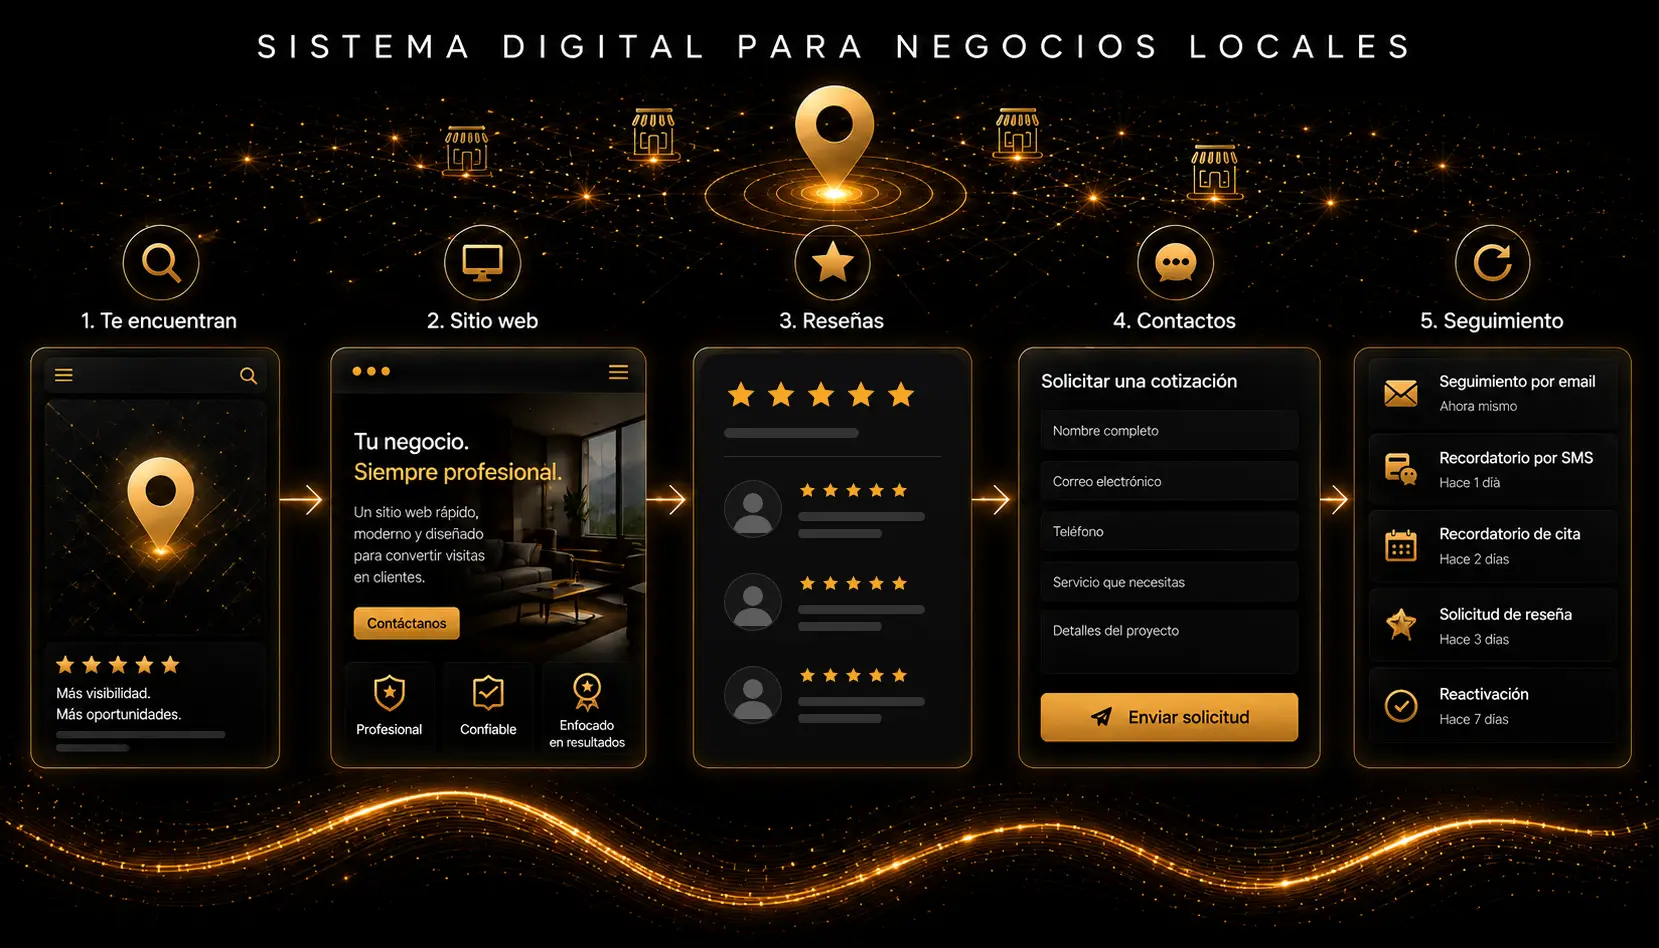 SISTEMA DIGITAL PARA NEGOCIOS LOCALES
1. Te encuentran
Más visibilidad.
Más oportunidades.
2. Sitio web
Tu negocio.
Siempre profesional.
Un sitio web rápido,
moderno y diseñado
para convertir visitas
en clientes.
Contáctanos
Profesional
Confiable
Enfocado
en resultados
3. Reseñas
4. Contactos
Solicitar una cotización
Nombre completo
Correo electrónico
Teléfono
Servicio que necesitas
Detalles del proyecto
Enviar solicitud
5. Seguimiento
Seguimiento por email
Ahora mismo
Recordatorio por SMS
Hace 1 día
Recordatorio de cita
Hace 2 días
Solicitud de reseña
Hace 3 días
Reactivación
Hace 7 días